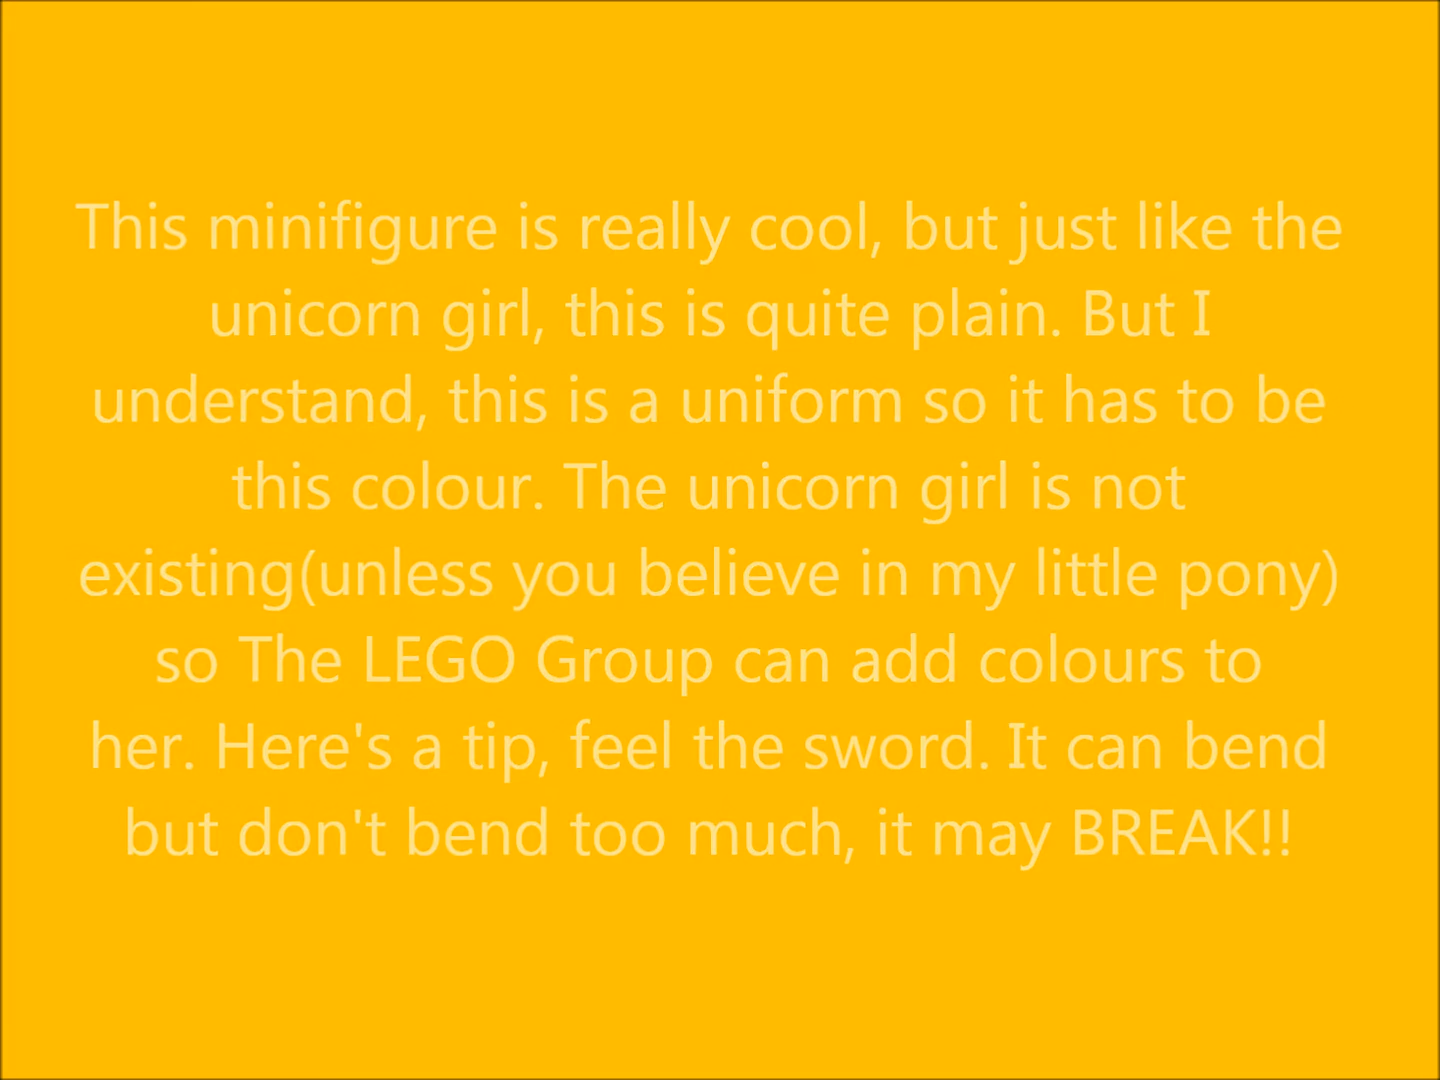 This minifigure is really cool, but just like the
unicorn girl, this is quite plain. But I
understand, this is a uniform so it has to be
this colour. The unicorn girl is not
existing(unless you believe in my little pony)
so The LEGO Group can add colours to
her. Here's a tip, feel the sword. It can bend
but don't bend too much, it may BREAK!!